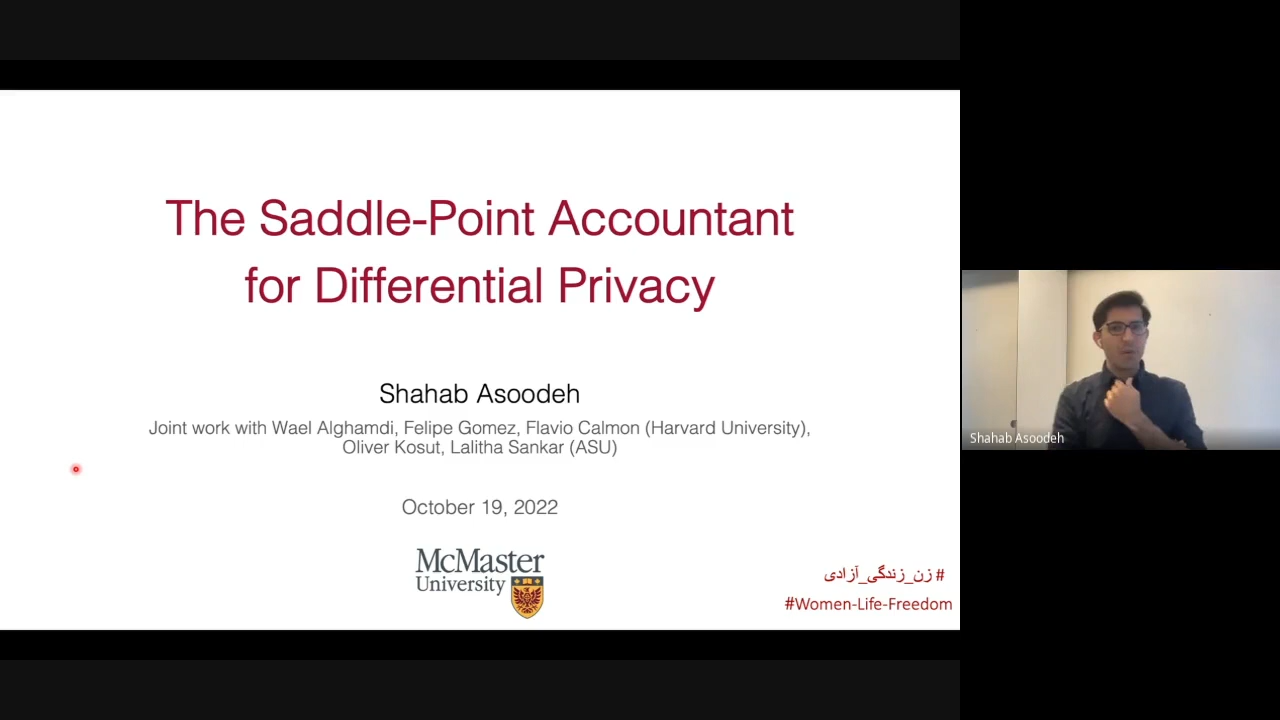 The Saddle-Point Accountant
for Differential Privacy
Shahab Asoodeh
Joint work with Wael Alghamdi, Felipe Gomez, Flavio Calmon (Harvard University),
Oliver Kosut, Lalitha Sankar (ASU)
October 19, 2022
McMaster
University
# زن_زندگی_آزادی
#Women-Life-Freedom
Shahab Asoodeh